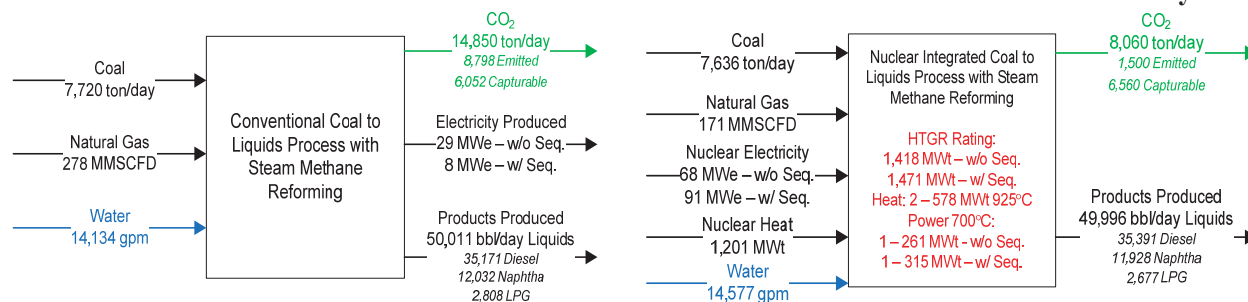 Coal
7,720 ton/day
Natural Gas
278 MMSCFD
Water
14,134 gpm
Conventional Coal to
Liquids Process with
Steam Methane
Reforming
CO2
14,850 ton/day
8,798 Emitted
6,052 Capturable
Electricity Produced
29 MWe – w/o Seq.
8 MWe – w/ Seq.
Products Produced
50,011 bbl/day Liquids
35,171 Diesel
12,032 Naphtha
2,808 LPG
Coal
7,636 ton/day
Natural Gas
171 MMSCFD
Nuclear Electricity
68 MWe – w/o Seq.
91 MWe – w/ Seq.
Nuclear Heat
1,201 MWt
Water
14,577 gpm
Nuclear Integrated Coal to
Liquids Process with Steam
Methane Reforming
HTGR Rating:
1,418 MWt – w/o Seq.
1,471 MWt – w/ Seq.
Heat: 2 – 578 MWt 925°C
Power 700°C:
1 – 261 MWt - w/o Seq.
1 – 315 MWt – w/ Seq.
CO2
8,060 ton/day
1,500 Emitted
6,560 Capturable
Products Produced
49,996 bbl/day Liquids
35,391 Diesel
11,928 Naphtha
2,677 LPG